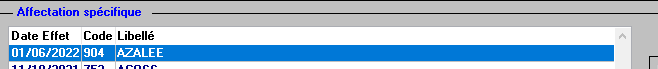 Affectation spécifique
Date Effet Code Libellé
01/06/2022 904 AZALEE